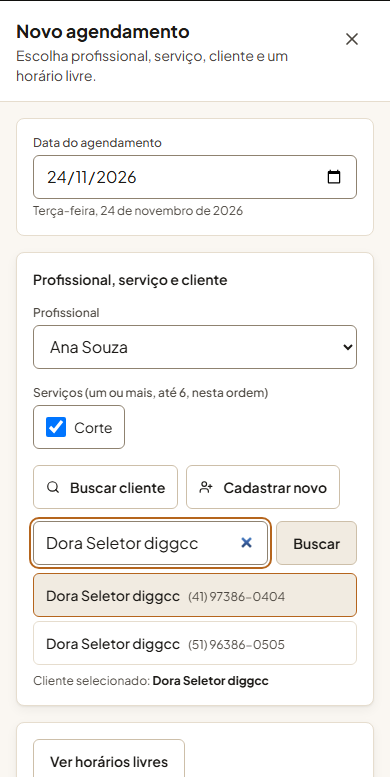 Novo agendamento
Escolha profissional, serviço, cliente e um
horário livre.
Data do agendamento
24/11/2026
Terça-feira, 24 de novembro de 2026
Profissional, serviço e cliente
Profissional
Ana Souza
Serviços (um ou mais, até 6, nesta ordem)
Corte
Buscar cliente
Cadastrar novo
Dora Seletor diggcc
Buscar
Dora Seletor diggcc (41) 97386-0404
Dora Seletor diggcc (51) 96386-0505
Cliente selecionado: Dora Seletor diggcc
Ver horários livres